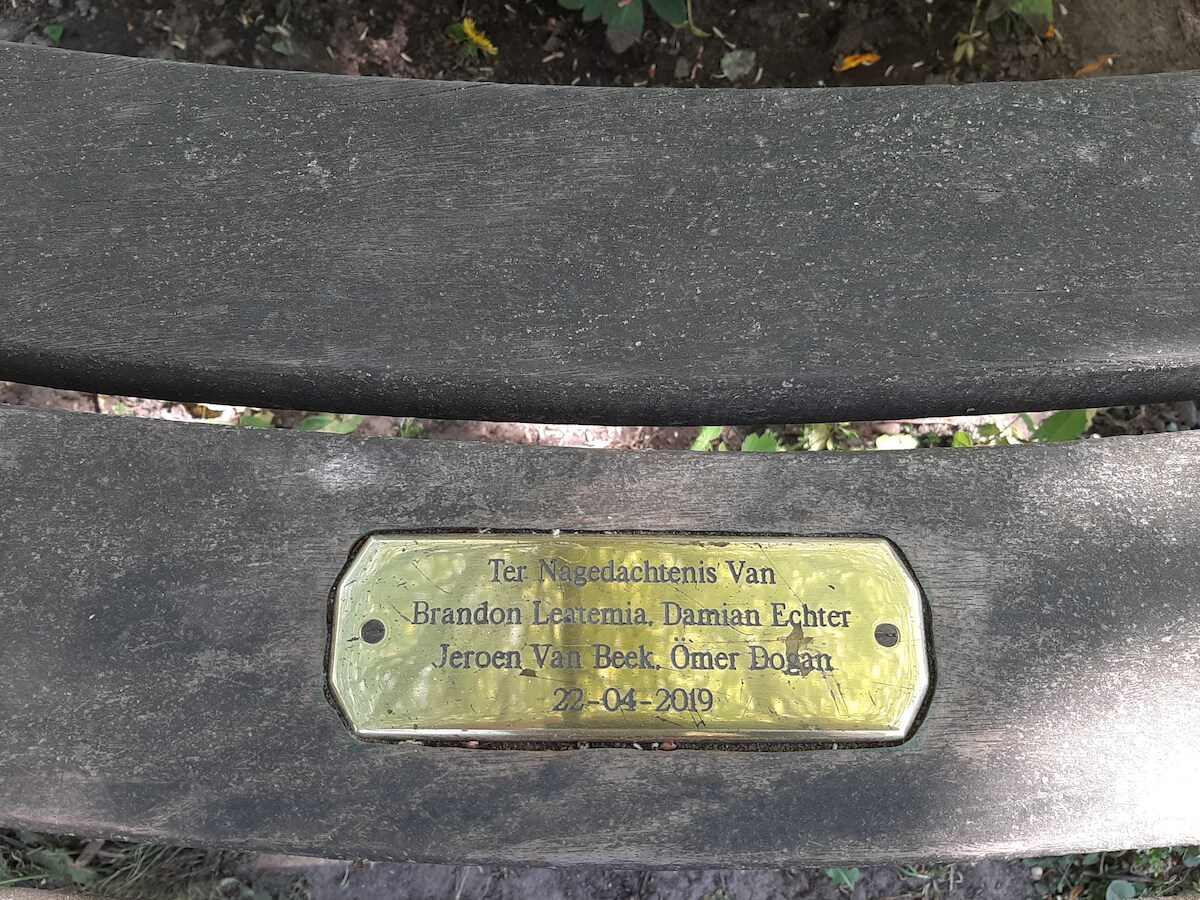 Ter Nagedachtenis Van
Brandon Leatemia, Damian Echter
Jeroen Van Beek, Ömer Dogan
22-04-2019